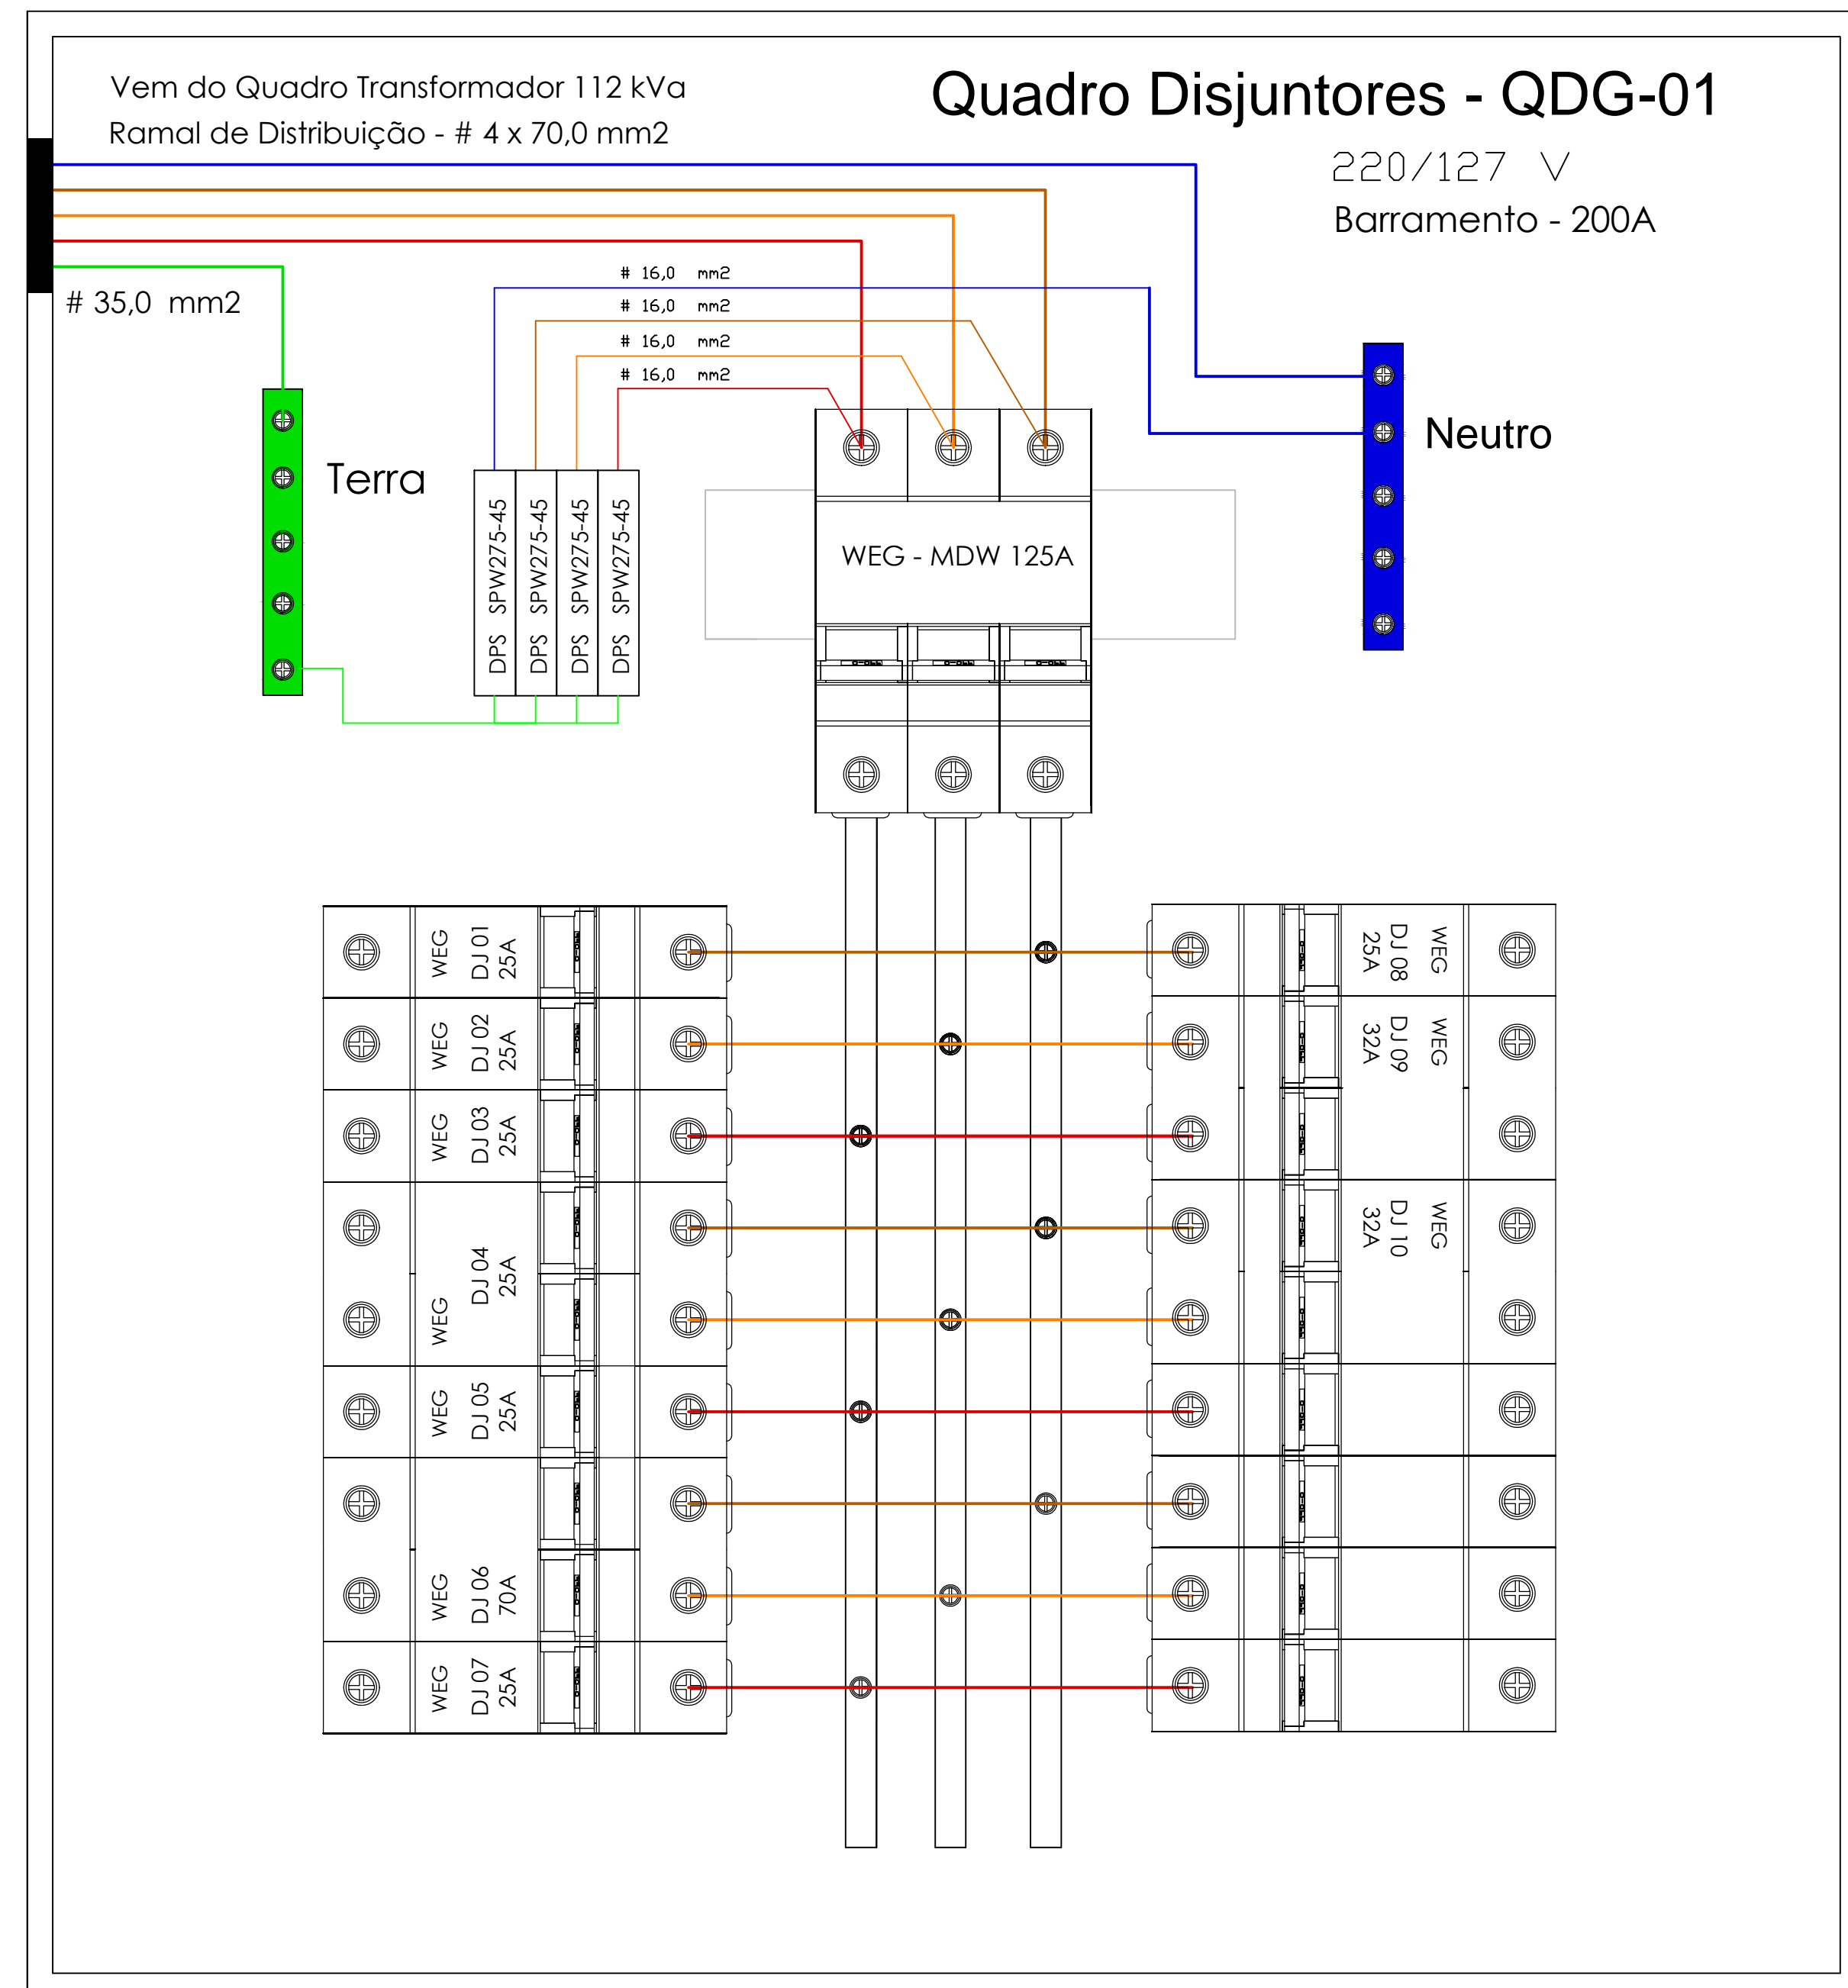 Vem do Quadro Transformador 112 kVa
Ramal de Distribuição - # 4 x 70,0 mm2
Quadro Disjuntores - QDG-01
220/127 V
Barramento - 200A
# 35,0 mm2
# 16,0 mm2
# 16,0 mm2
# 16,0 mm2
# 16,0 mm2
Terra
Neutro
DPS SPW275-45
DPS SPW275-45
DPS SPW275-45
DPS SPW275-45
WEG - MDW 125A
WEG
DJ 01
25A
WEG
DJ 02
25A
WEG
DJ 03
25A
WEG
DJ 04
25A
WEG
DJ 05
25A
WEG
DJ 06
70A
WEG
DJ 07
25A
WEG
DJ 08
25A
WEG
DJ 09
32A
WEG
DJ 10
32A